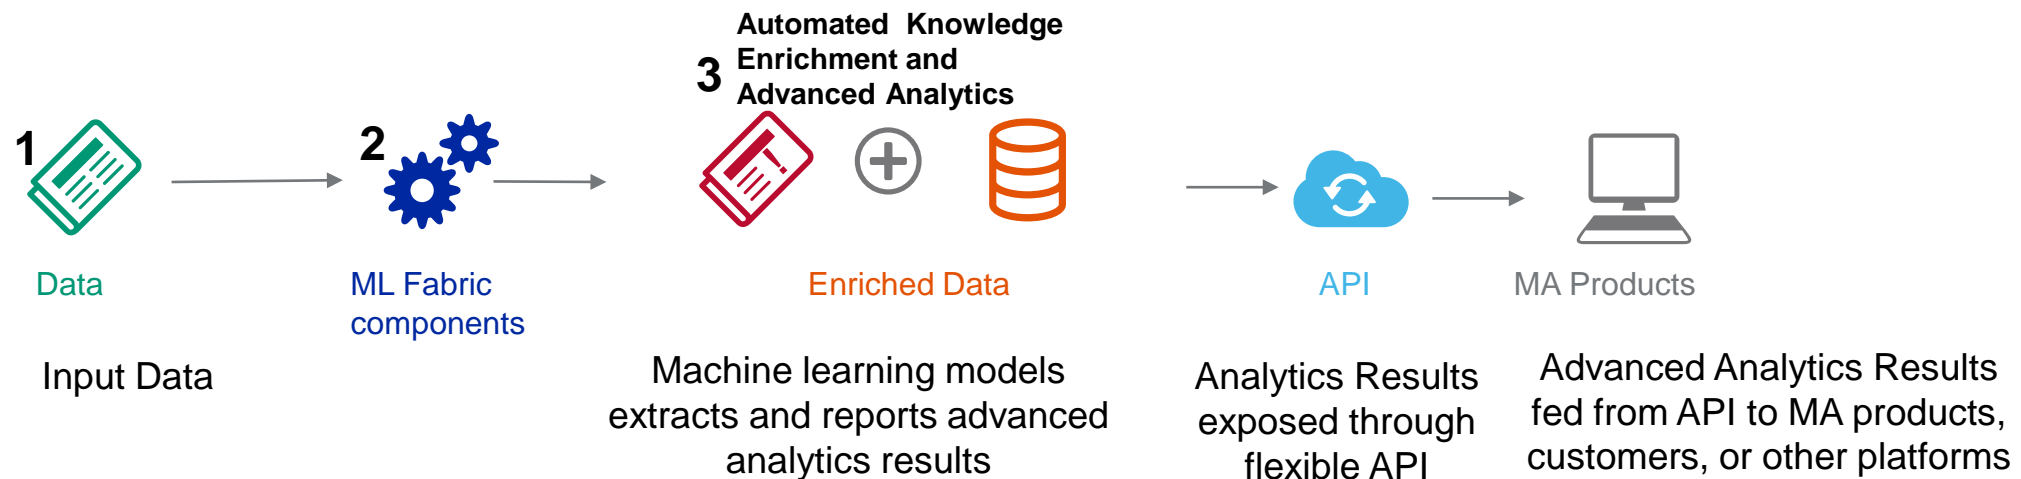 1
Data
Input Data
2
ML Fabric
components
3
Automated Knowledge
Enrichment and
Advanced Analytics
Enriched Data
Machine learning models
extracts and reports advanced
analytics results
API
Analytics Results
exposed through
flexible API
MA Products
Advanced Analytics Results
fed from API to MA products,
customers, or other platforms